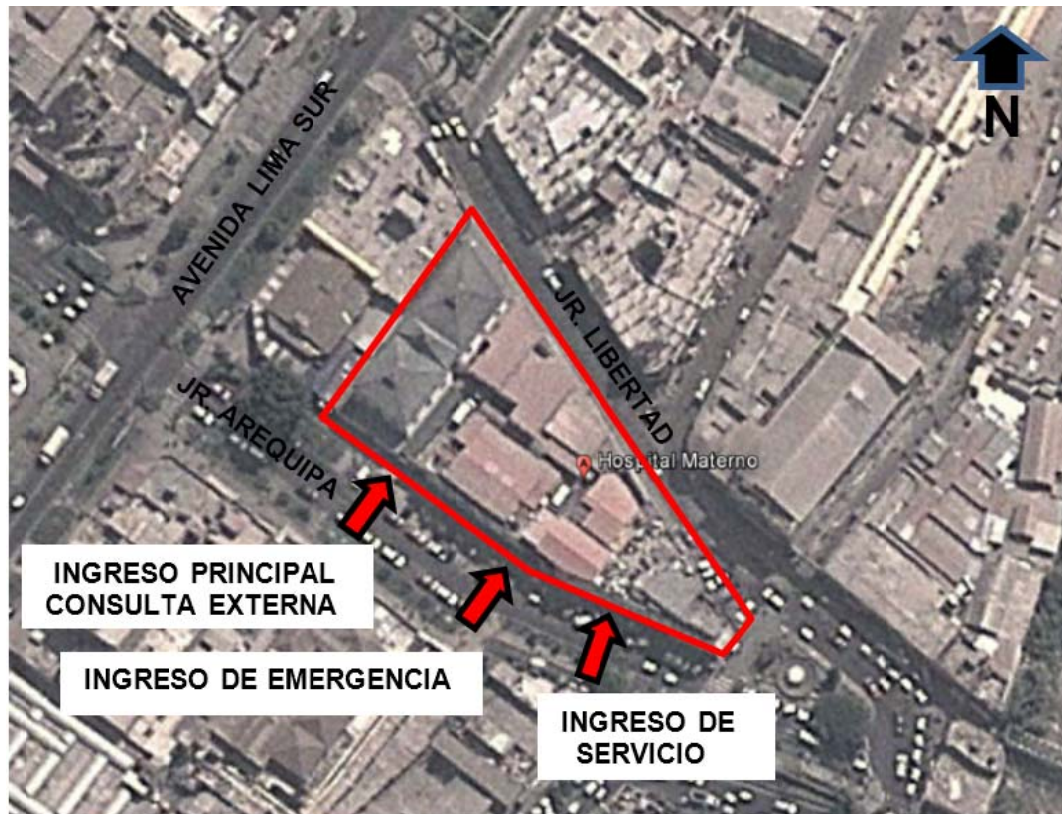 N
AVENIDA LIMA SUR
JR. LIBERTAD
JR. AREQUIPA
Hospital Materno
INGRESO PRINCIPAL
CONSULTA EXTERNA
INGRESO DE EMERGENCIA
INGRESO DE
SERVICIO